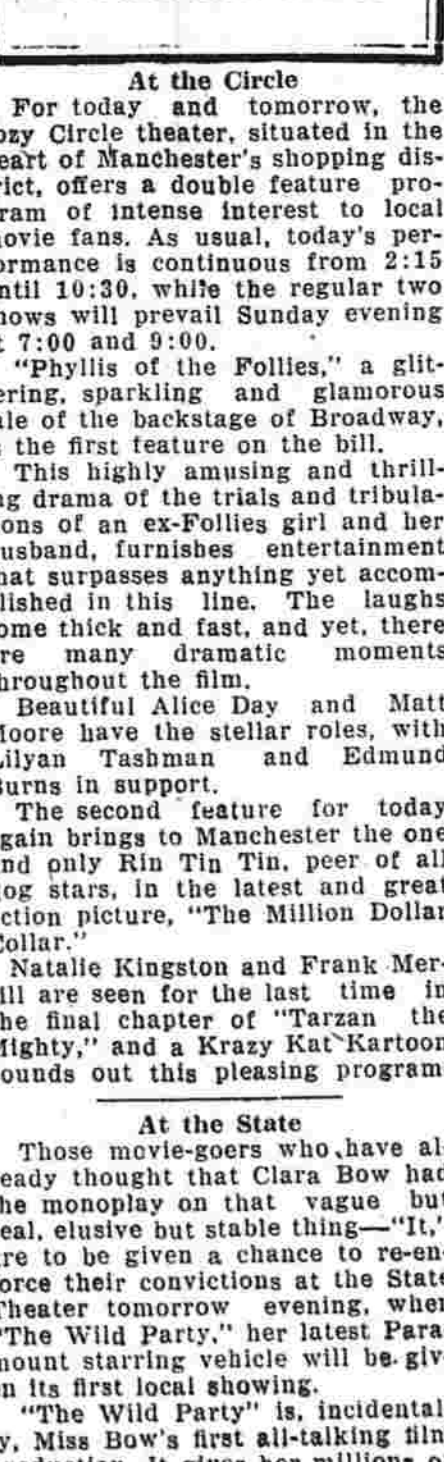 At the Circle
For today and tomorrow, the
ozy Circle theater, situated in the
eart of Manchester's shopping dis-
rict, offers a double feature pro-
ram of intense interest to local
ovie fans. As usual, today's per-
ormance is continuous from 2:15
ntil 10:30, while the regular two
hows will prevail Sunday evening
t 7:00 and 9:00.
"Phyllis of the Follies," a glit-
ering, sparkling and glamorous
ale of the backstage of Broadway,
s the first feature on the bill.
This highly amusing and thrill-
ng drama of the trials and tribula-
ions of an ex-Follies girl and her
usband, furnishes entertainment
hat surpasses anything yet accom-
lished in this line. The laughs
ome thick and fast, and yet, there
re many dramatic moments
hroughout the film.
Beautiful Alice Day and Matt
Moore have the stellar roles, with
Lilyan Tashman and Edmund
Burns in support.
The second feature for today
gain brings to Manchester the one
nd only Rin Tin Tin, peer of all
og stars, in the latest and great
ction picture, "The Million Dollar
Collar."
Natalie Kingston and Frank Mer-
ill are seen for the last time in
he final chapter of "Tarzan the
Mighty," and a Krazy Kat Kartoon
ounds out this pleasing program
At the State
Those movie-goers who have al
eady thought that Clara Bow had
he monoplay on that vague but
eal, elusive but stable thing—"It,"
re to be given a chance to re-en
orce their convictions at the State
Theater tomorrow evening, when
"The Wild Party," her latest Para
mount starring vehicle will be giv
n its first local showing.
"The Wild Party" is, incidental
y, Miss Bow's first all-talking film